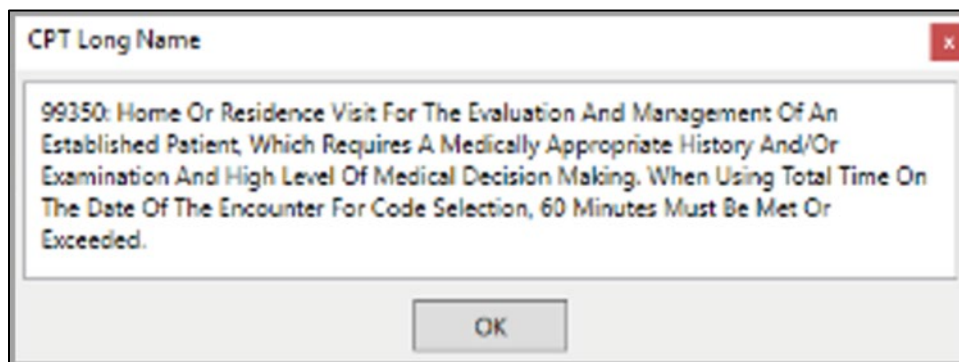 CPT Long Name
x
99350: Home Or Residence Visit For The Evaluation And Management Of An
Established Patient, Which Requires A Medically Appropriate History And/Or
Examination And High Level Of Medical Decision Making. When Using Total Time On
The Date Of The Encounter For Code Selection, 60 Minutes Must Be Met Or
Exceeded.
OK